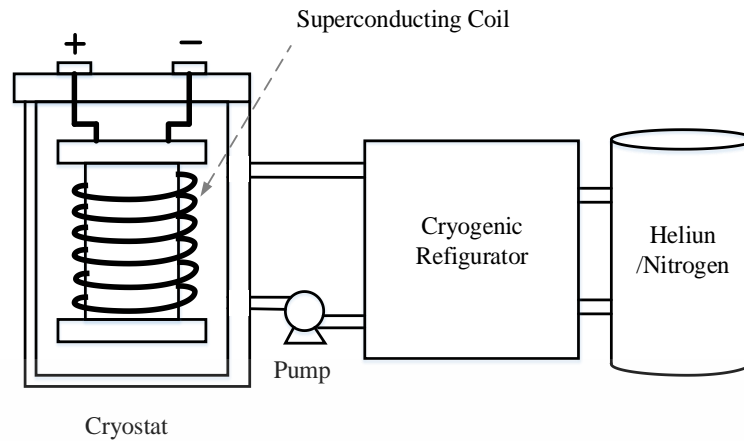 Superconducting Coil
+ −
Cryogenic
Refigurator
Heliun
/Nitrogen
Pump
Cryostat